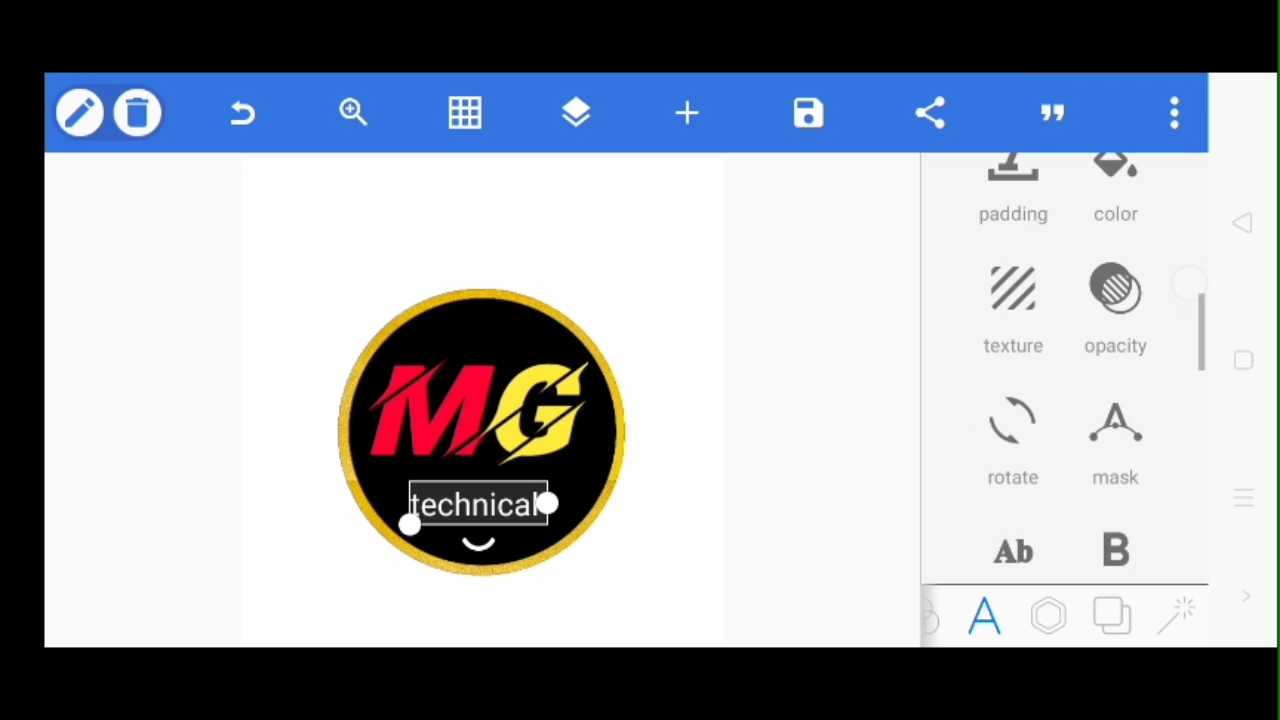 padding color
texture opacity
MG
rotate mask
technical
Ab B
A